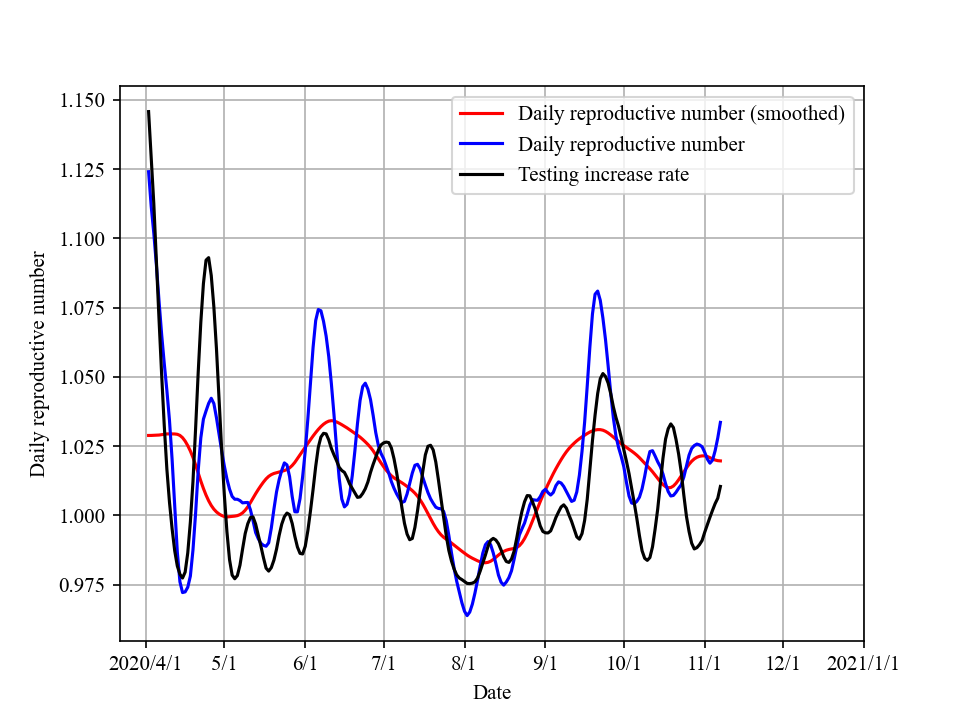 Daily reproductive number (smoothed)
Daily reproductive number
Testing increase rate
Daily reproductive number
1.150
1.125
1.100
1.075
1.050
1.025
1.000
0.975
2020/4/1 5/1 6/1 7/1 8/1 9/1 10/1 11/1 12/1 2021/1/1
Date